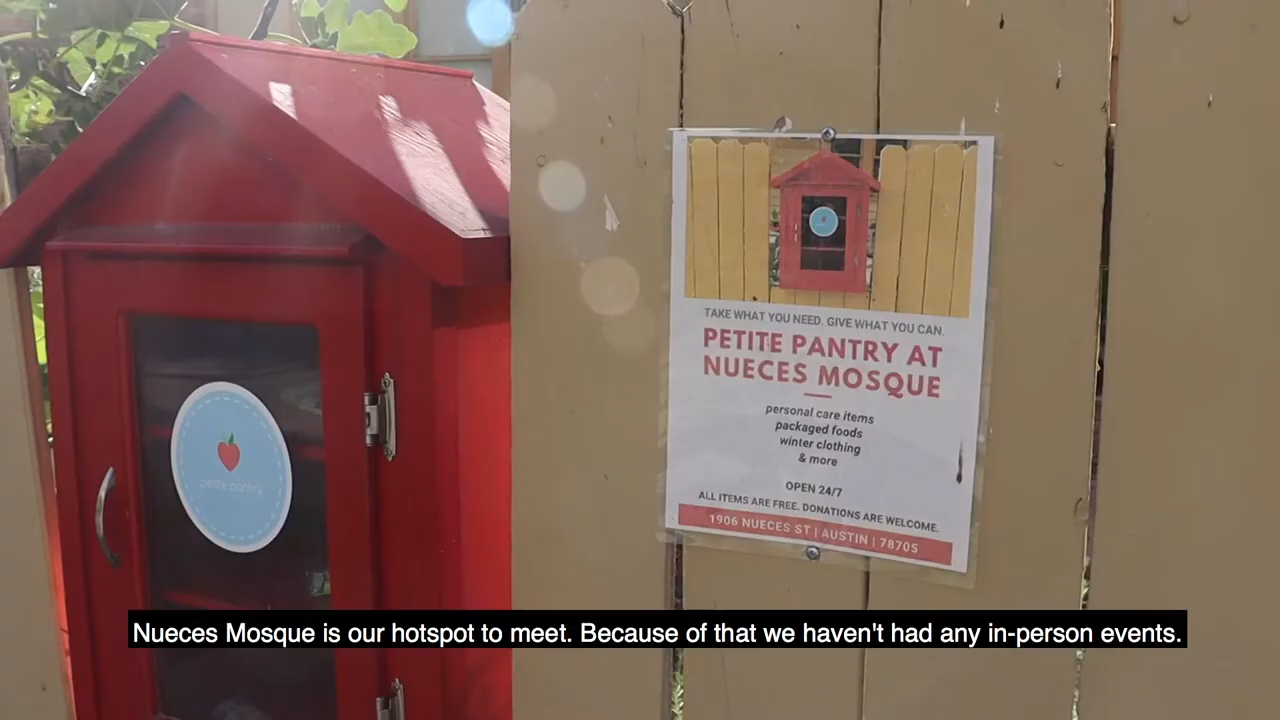 petite pantry
TAKE WHAT YOU NEED. GIVE WHAT YOU CAN.
PETITE PANTRY AT
NUECES MOSQUE
personal care items
packaged foods
winter clothing
& more
OPEN 24/7
ALL ITEMS ARE FREE. DONATIONS ARE WELCOME.
1906 NUECES ST | AUSTIN | 78705
Nueces Mosque is our hotspot to meet. Because of that we haven't had any in-person events.